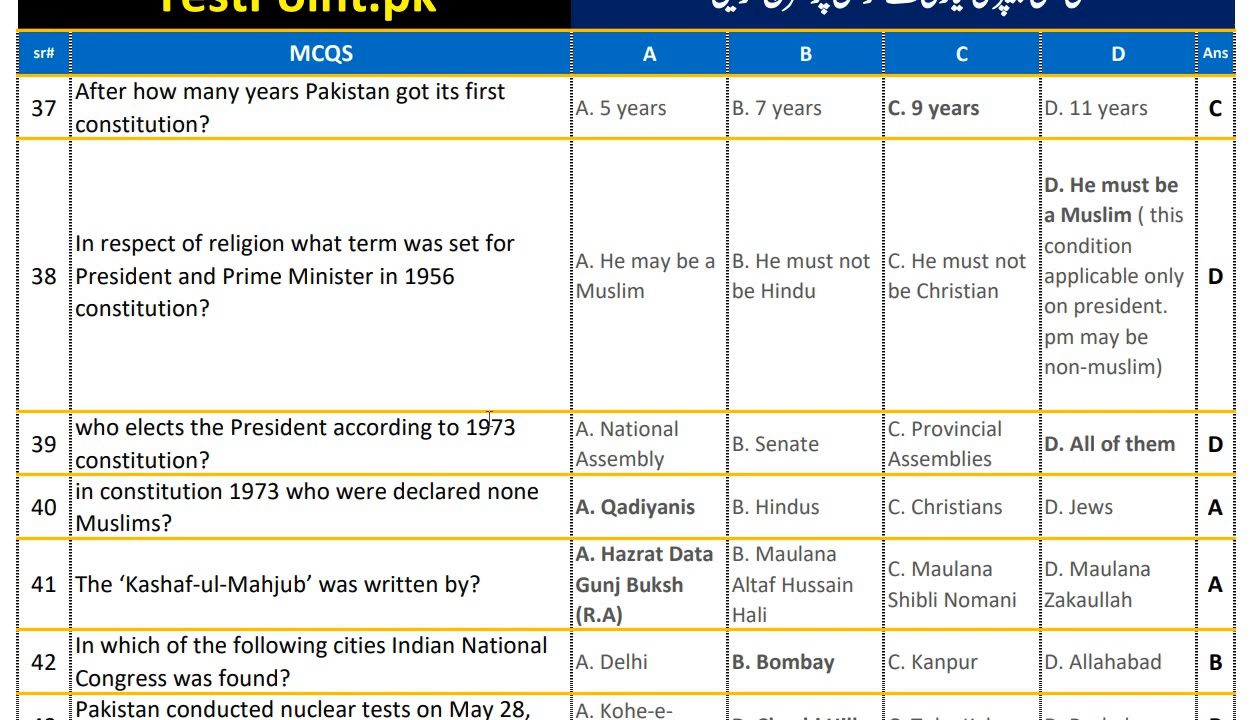 TestPoint.pk
sr# MCQS A B C D Ans
37 After how many years Pakistan got its first
constitution? A. 5 years B. 7 years C. 9 years D. 11 years C
38 In respect of religion what term was set for
President and Prime Minister in 1956
constitution? A. He may be a
Muslim B. He must not
be Hindu C. He must not
be Christian D. He must be
a Muslim ( this
condition
applicable only
on president.
pm may be
non-muslim) D
39 who elects the President according to 1973
constitution? A. National
Assembly B. Senate C. Provincial
Assemblies D. All of them D
40 in constitution 1973 who were declared none
Muslims? A. Qadiyanis B. Hindus C. Christians D. Jews A
41 The ‘Kashaf-ul-Mahjub’ was written by? A. Hazrat Data
Gunj Buksh
(R.A) B. Maulana
Altaf Hussain
Hali C. Maulana
Shibli Nomani D. Maulana
Zakaullah A
42 In which of the following cities Indian National
Congress was found? A. Delhi B. Bombay C. Kanpur D. Allahabad B
Pakistan conducted nuclear tests on May 28, A. Kohe-e-